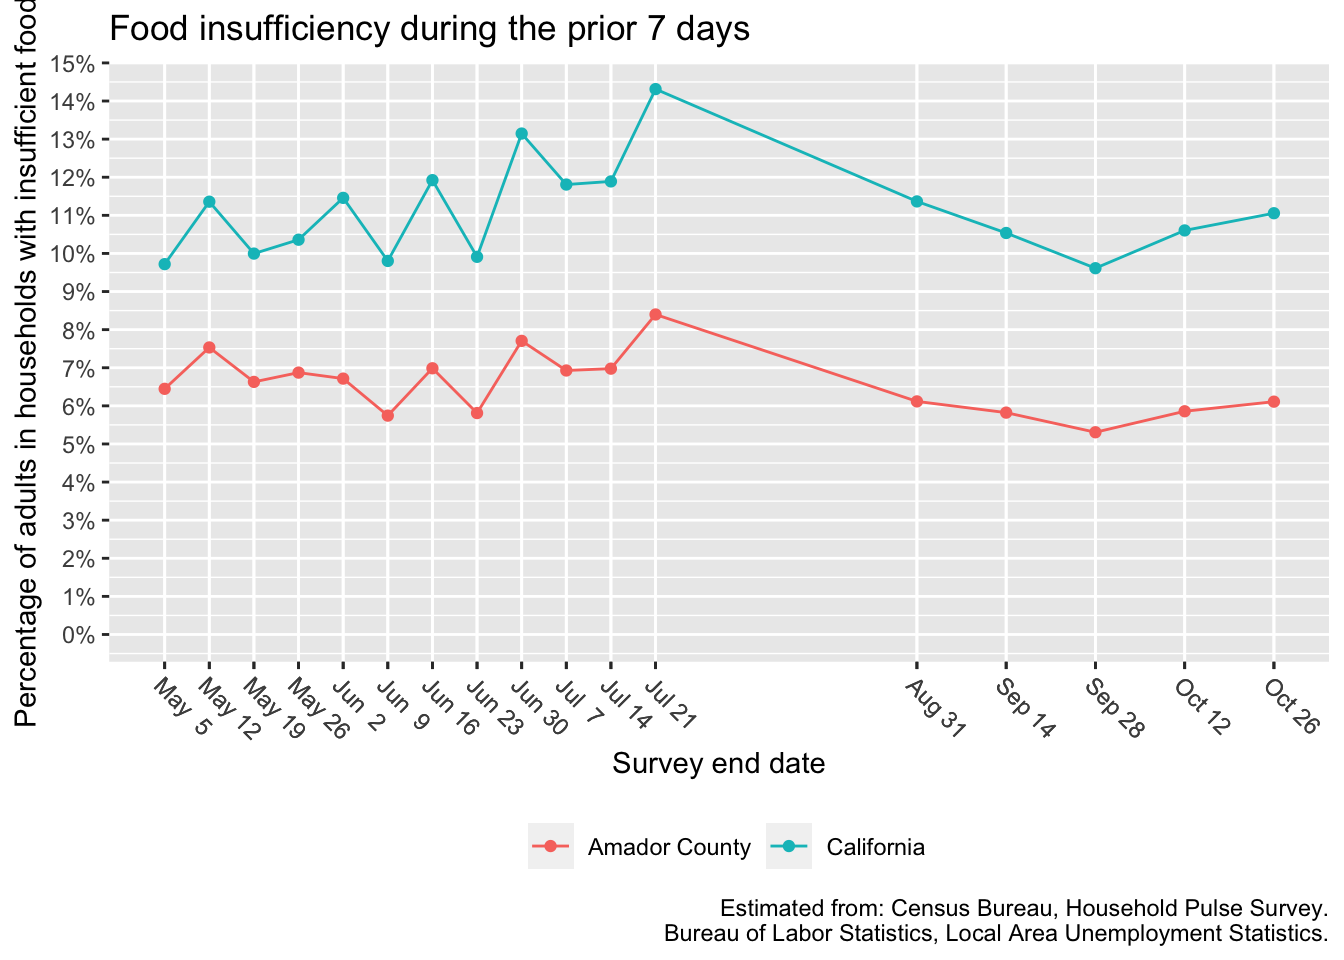 Food insufficiency during the prior 7 days
Percentage of adults in households with insufficient food
15%
14%
13%
12%
11%
10%
9%
8%
7%
6%
5%
4%
3%
2%
1%
0%
May 5
May 12
May 19
May 26
Jun 2
Jun 9
Jun 16
Jun 23
Jun 30
Jul 7
Jul 14
Jul 21
Aug 31
Sep 14
Sep 28
Oct 12
Oct 26
Survey end date
Amador County
California
Estimated from: Census Bureau, Household Pulse Survey.
Bureau of Labor Statistics, Local Area Unemployment Statistics.